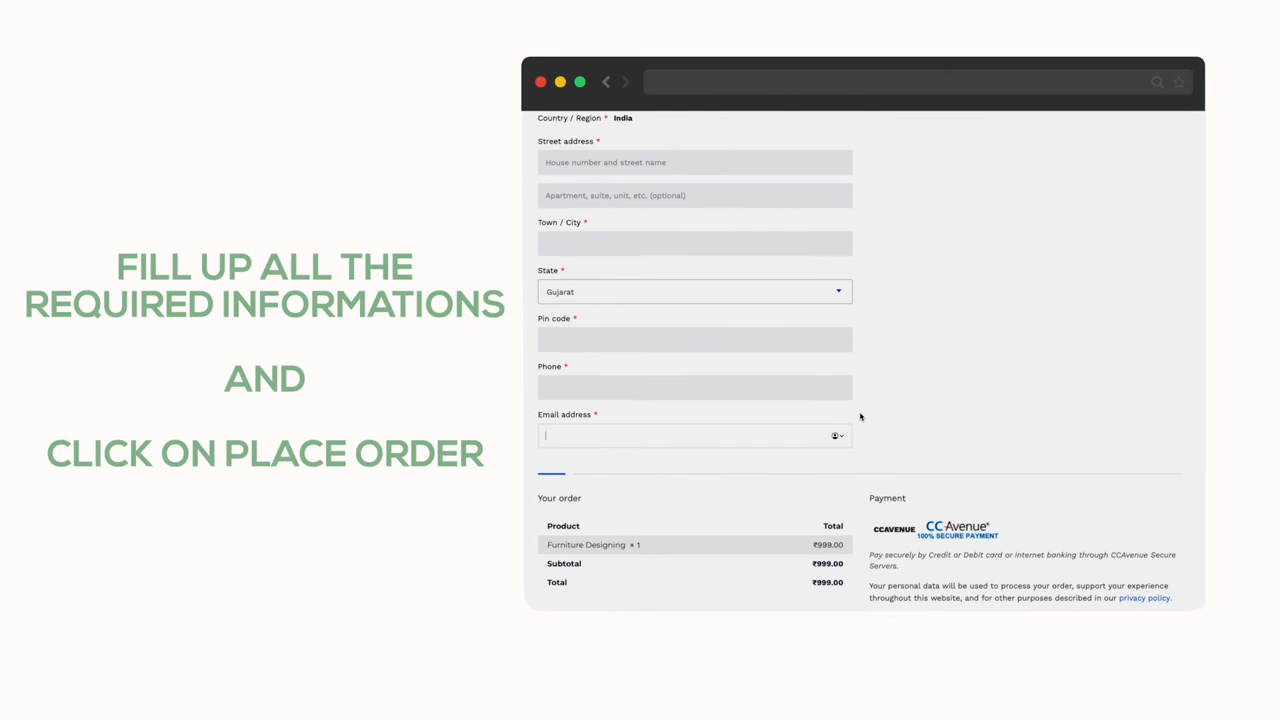 FILL UP ALL THE
REQUIRED INFORMATIONS
AND
CLICK ON PLACE ORDER
Country / Region * India
Street address *
House number and street name
Apartment, suite, unit, etc. (optional)
Town / City *
State *
Gujarat
Pin code *
Phone *
Email address *
Your order
Product Total
Furniture Designing × 1 ₹999.00
Subtotal ₹999.00
Total ₹999.00
Payment
CCAVENUE CC Avenue®
100% SECURE PAYMENT
Pay securely by Credit or Debit card or internet banking through CCAvenue Secure
Servers.
Your personal data will be used to process your order, support your experience
throughout this website, and for other purposes described in our privacy policy.